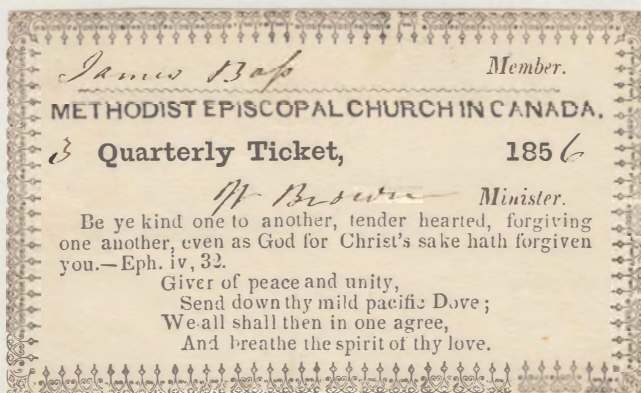 James Bass Member.
METHODIST EPISCOPAL CHURCH IN CANADA.
3 Quarterly Ticket, 1856
W Brown Minister.
Be ye kind one to another, tender hearted, forgiving
one another, even as God for Christ's sake hath forgiven
you.—Eph. iv, 32.
Giver of peace and unity,
Send down thy mild pacific Dove;
We all shall then in one agree,
And breathe the spirit of thy love.